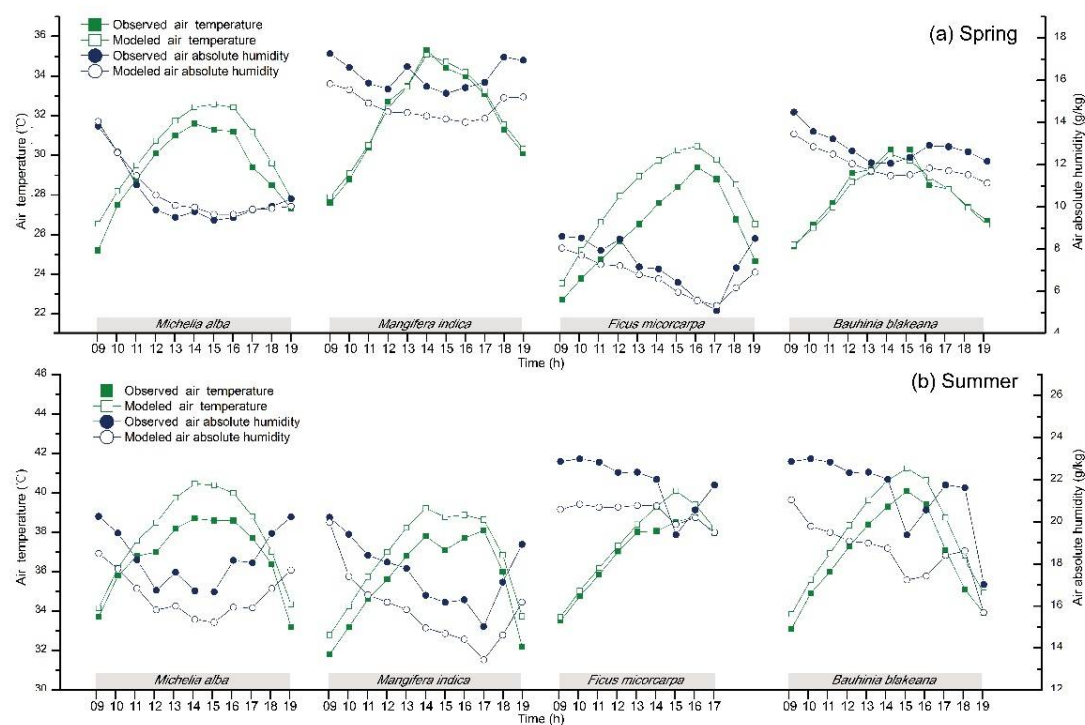 (a) Spring
Observed air temperature
Modeled air temperature
Observed air absolute humidity
Modeled air absolute humidity
Air temperature (℃)
36
34
32
30
28
26
24
22
Air absolute humidity (g/kg)
18
16
14
12
10
8
6
4
Michelia alba
Mangifera indica
Ficus micorcarpa
Bauhinia blakeana
09 10 11 12 13 14 15 16 17 18 19
09 10 11 12 13 14 15 16 17 18 19
09 10 11 12 13 14 15 16 17 18 19
09 10 11 12 13 14 15 16 17 18 19
Time (h)
(b) Summer
Observed air temperature
Modeled air temperature
Observed air absolute humidity
Modeled air absolute humidity
Air temperature (℃)
46
44
42
40
38
36
34
32
30
Air absolute humidity (g/kg)
26
24
22
20
18
16
14
12
Michelia alba
Mangifera indica
Ficus micorcarpa
Bauhinia blakeana
09 10 11 12 13 14 15 16 17 18 19
09 10 11 12 13 14 15 16 17 18 19
09 10 11 12 13 14 15 16 17
09 10 11 12 13 14 15 16 17 18 19
Time (h)